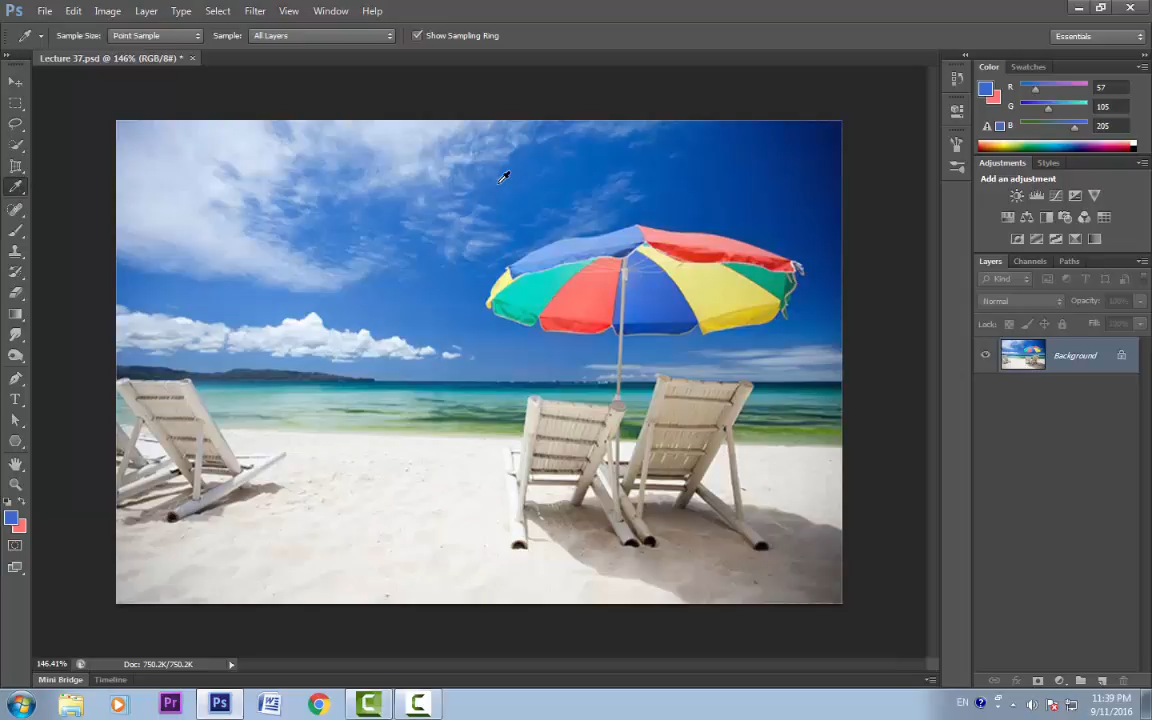 Ps File Edit Image Layer Type Select Filter View Window Help
Sample Size: Point Sample Sample: All Layers Show Sampling Ring Essentials
Lecture 37.psd @ 146% (RGB/8#) * ×
Color Swatches
R 57
G 105
B 205
Adjustments Styles
Add an adjustment
Layers Channels Paths
Kind
Normal Opacity: 100%
Lock: Fill: 100%
Background
T
146.41% Doc: 750.2K/750.2K
Mini Bridge Timeline
Pr Ps W C C EN 11:39 PM
9/11/2016